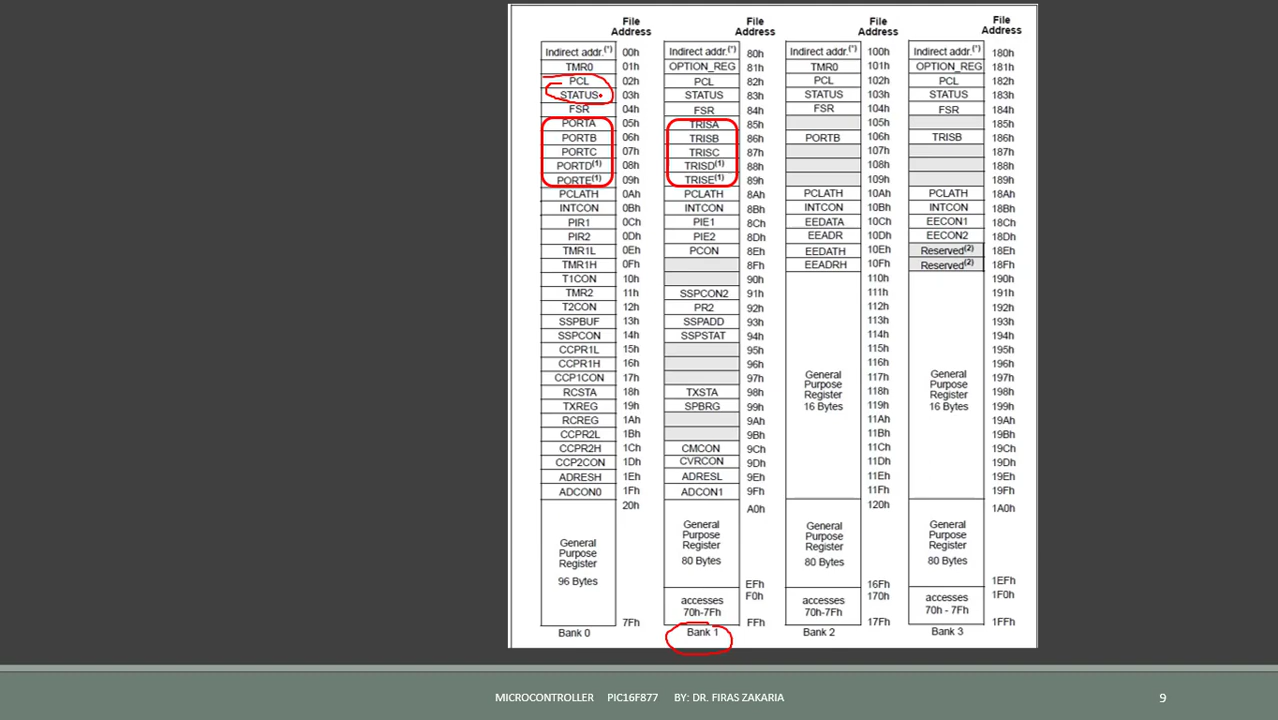 File Address File Address File Address File Address
Indirect addr.(*) 00h Indirect addr.(*) 80h Indirect addr.(*) 100h Indirect addr.(*) 180h
TMR0 01h OPTION_REG 81h TMR0 101h OPTION_REG 181h
PCL 02h PCL 82h PCL 102h PCL 182h
STATUS 03h STATUS 83h STATUS 103h STATUS 183h
FSR 04h FSR 84h FSR 104h FSR 184h
PORTA 05h TRISA 85h 105h 185h
PORTB 06h TRISB 86h PORTB 106h TRISB 186h
PORTC 07h TRISC 87h 107h 187h
PORTD(1) 08h TRISD(1) 88h 108h 188h
PORTE(1) 09h TRISE(1) 89h 109h 189h
PCLATH 0Ah PCLATH 8Ah PCLATH 10Ah PCLATH 18Ah
INTCON 0Bh INTCON 8Bh INTCON 10Bh INTCON 18Bh
PIR1 0Ch PIE1 8Ch EEDATA 10Ch EECON1 18Ch
PIR2 0Dh PIE2 8Dh EEADR 10Dh EECON2 18Dh
TMR1L 0Eh PCON 8Eh EEDATH 10Eh Reserved(2) 18Eh
TMR1H 0Fh 8Fh EEADRH 10Fh Reserved(2) 18Fh
T1CON 10h 90h 110h 190h
TMR2 11h SSPCON2 91h 111h 191h
T2CON 12h PR2 92h 112h 192h
SSPBUF 13h SSPADD 93h 113h 193h
SSPCON 14h SSPSTAT 94h 114h 194h
CCPR1L 15h 95h 115h 195h
CCPR1H 16h 96h 116h 196h
CCP1CON 17h 97h General Purpose Register 16 Bytes 117h General Purpose Register 16 Bytes 197h
RCSTA 18h TXSTA 98h 118h 198h
TXREG 19h SPBRG 99h 119h 199h
RCREG 1Ah 9Ah 11Ah 19Ah
CCPR2L 1Bh 9Bh 11Bh 19Bh
CCPR2H 1Ch CMCON 9Ch 11Ch 19Ch
CCP2CON 1Dh CVRCON 9Dh 11Dh 19Dh
ADRESH 1Eh ADRESL 9Eh 11Eh 19Eh
ADCON0 1Fh ADCON1 9Fh 11Fh 19Fh
20h A0h 120h 1A0h
General Purpose Register 96 Bytes General Purpose Register 80 Bytes General Purpose Register 80 Bytes General Purpose Register 80 Bytes
EFh 16Fh 1EFh
accesses 70h-7Fh F0h accesses 70h-7Fh 170h accesses 70h - 7Fh 1F0h
7Fh FFh 17Fh 1FFh
Bank 0 Bank 1 Bank 2 Bank 3
MICROCONTROLLER PIC16F877 BY: DR. FIRAS ZAKARIA 9